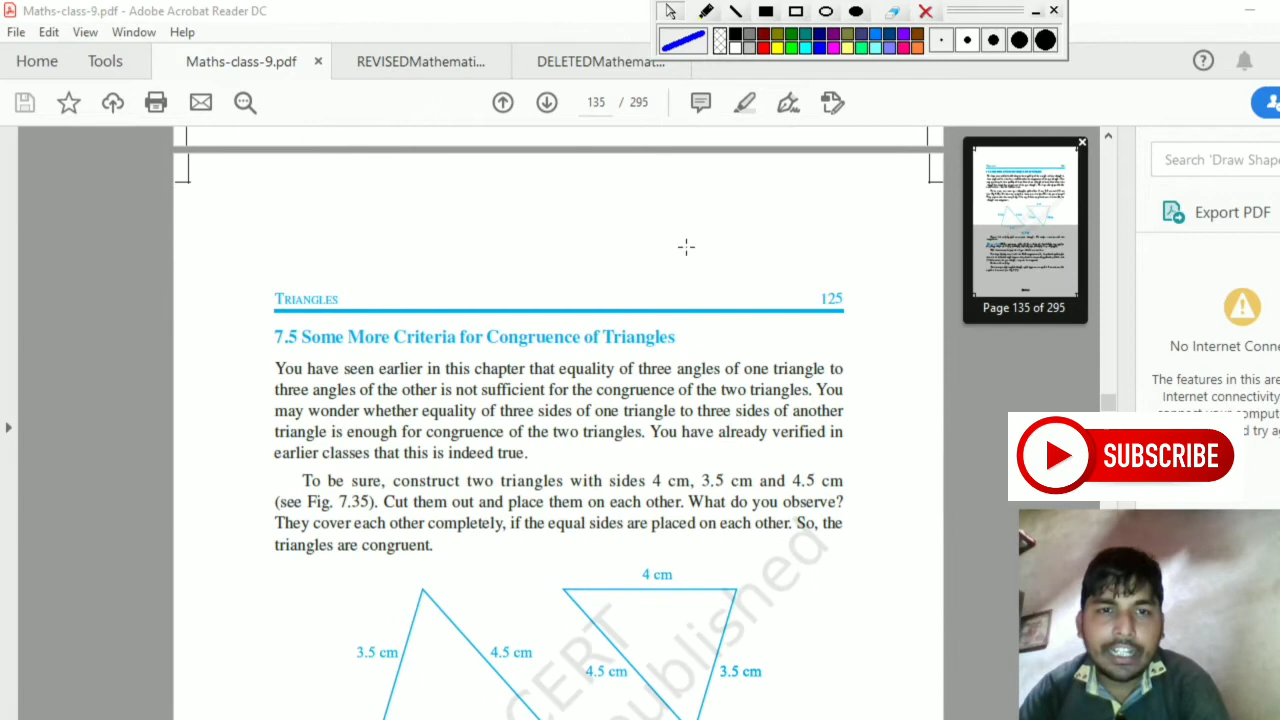 Maths-class-9.pdf - Adobe Acrobat Reader DC
File Edit View Window Help
Home Tools Maths-class-9.pdf × REVISEDMathemati... DELETEDMathemat...
135 / 295
Search 'Draw Shape
Export PDF
Page 135 of 295
No Internet Conne
The features in this are
Internet connectivity
connect your comput
d try ag
SUBSCRIBE
TRIANGLES 125
7.5 Some More Criteria for Congruence of Triangles
You have seen earlier in this chapter that equality of three angles of one triangle to
three angles of the other is not sufficient for the congruence of the two triangles. You
may wonder whether equality of three sides of one triangle to three sides of another
triangle is enough for congruence of the two triangles. You have already verified in
earlier classes that this is indeed true.
To be sure, construct two triangles with sides 4 cm, 3.5 cm and 4.5 cm
(see Fig. 7.35). Cut them out and place them on each other. What do you observe?
They cover each other completely, if the equal sides are placed on each other. So, the
triangles are congruent.
4 cm
3.5 cm 4.5 cm 4.5 cm 3.5 cm
CERT
ublished